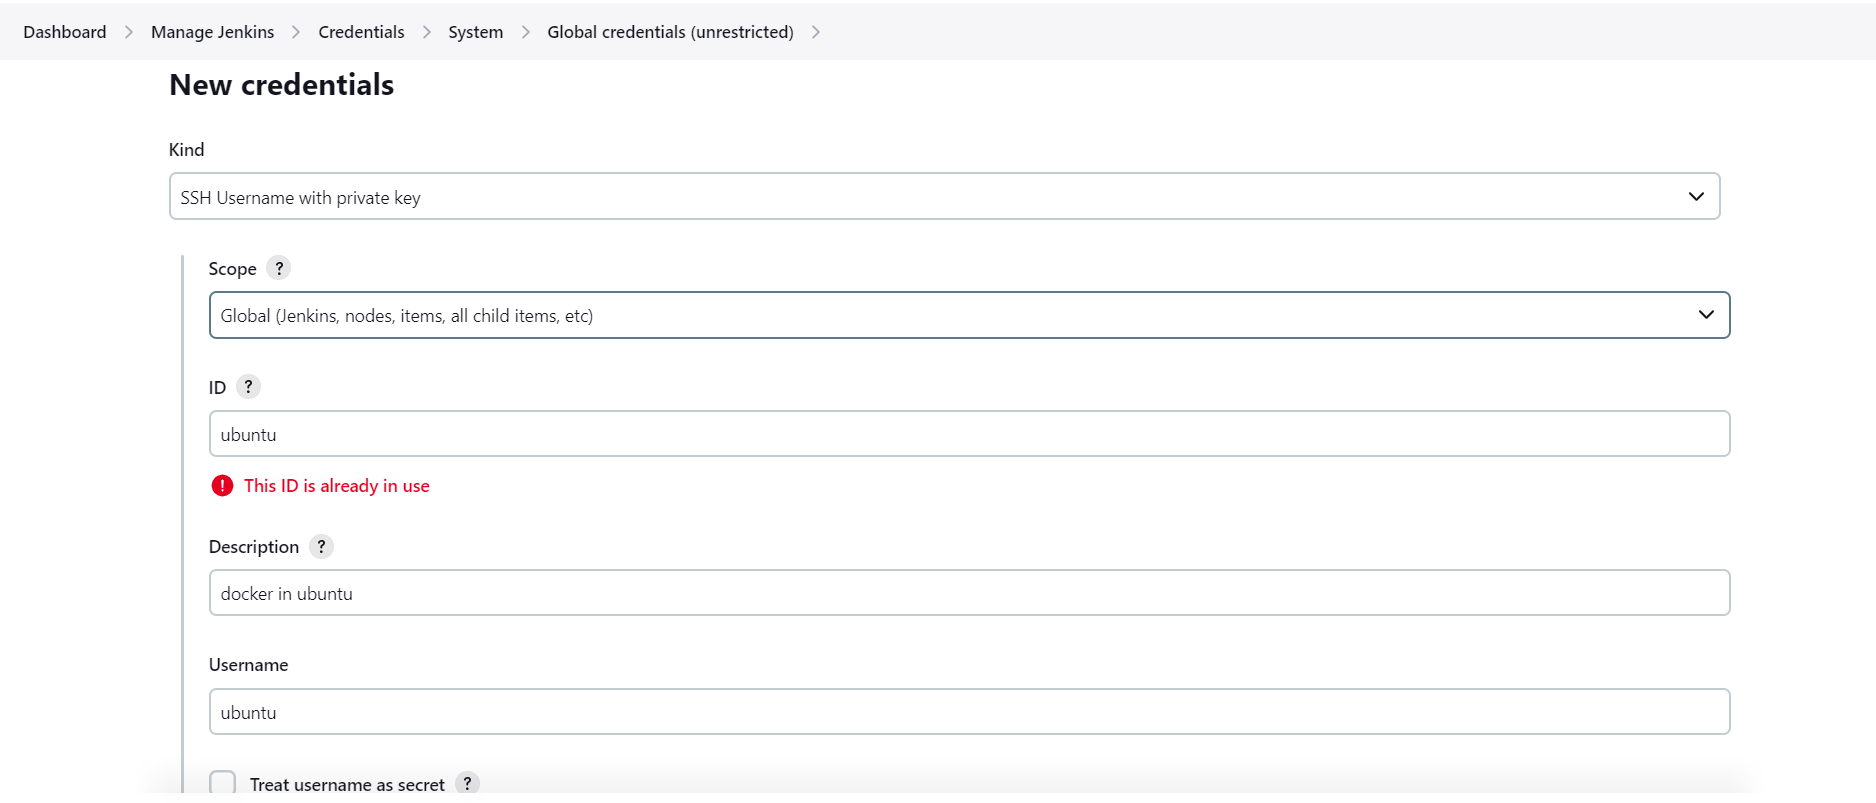 Dashboard > Manage Jenkins > Credentials > System > Global credentials (unrestricted) >
New credentials
Kind
SSH Username with private key
Scope ?
Global (Jenkins, nodes, items, all child items, etc)
ID ?
ubuntu
! This ID is already in use
Description ?
docker in ubuntu
Username
ubuntu
Treat username as secret ?